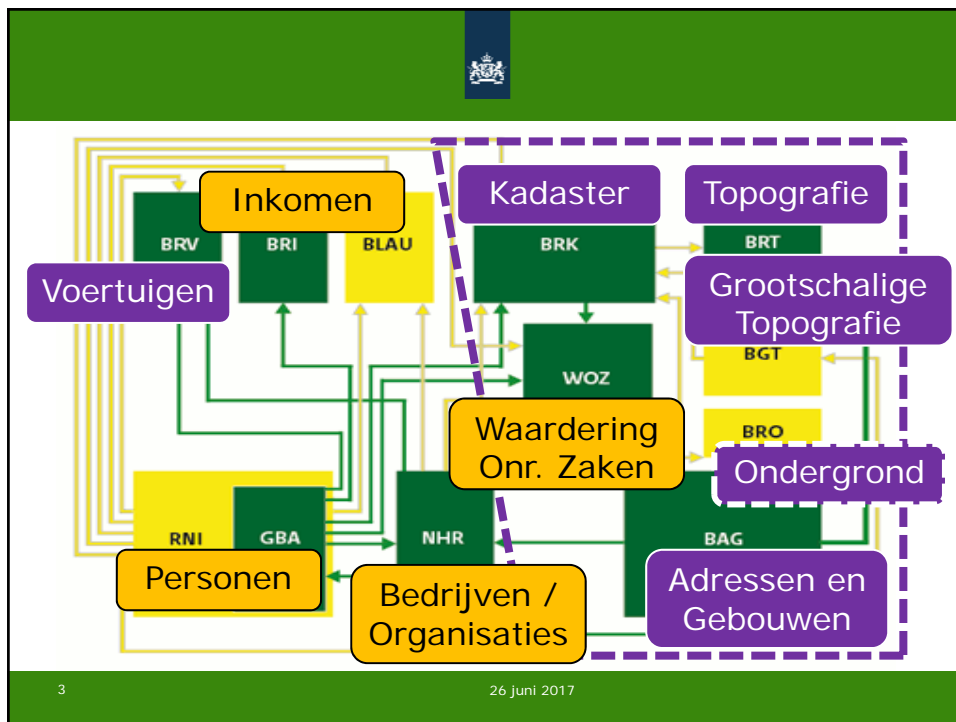 Inkomen
Kadaster
Topografie
BRV
BRI
BLAU
BRK
BRT
Voertuigen
Grootschalige
Topografie
BGT
WOZ
Waardering
Onr. Zaken
BRO
Ondergrond
RNI
GBA
NHR
BAG
Personen
Bedrijven /
Organisaties
Adressen en
Gebouwen
3
26 juni 2017